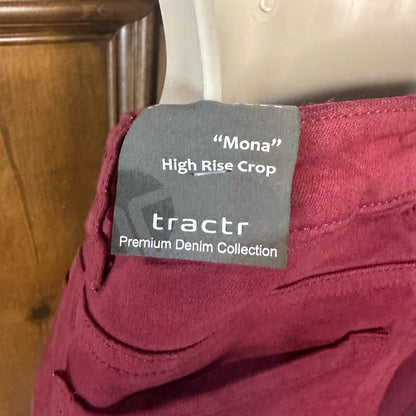 “Mona”
High Rise Crop
tractr
Premium Denim Collection